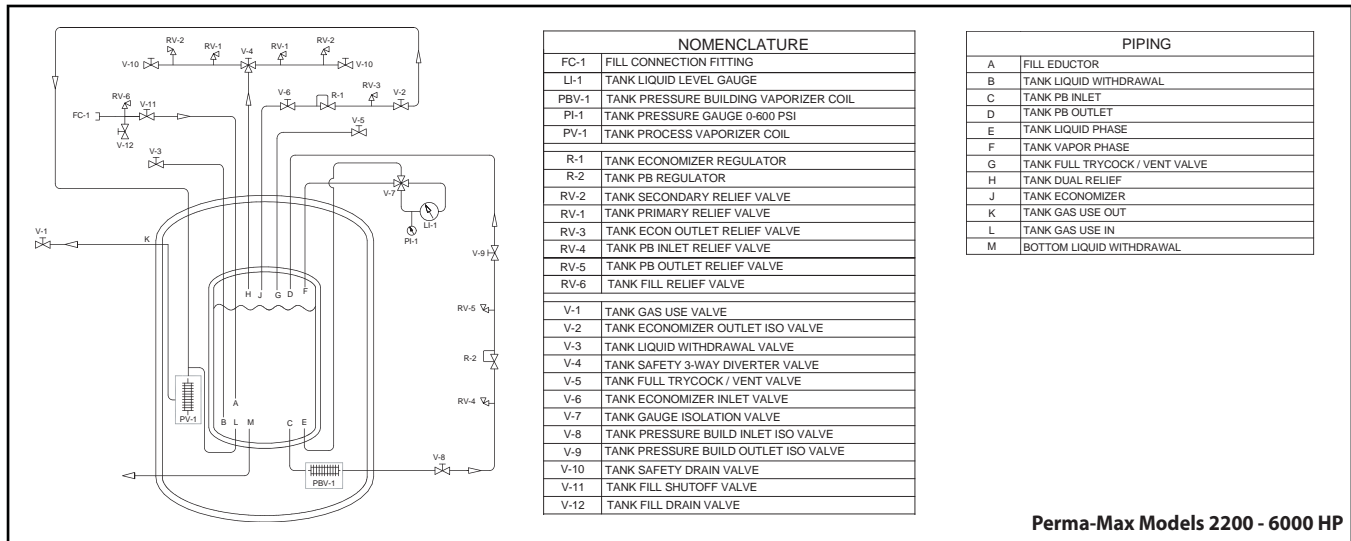 RV-2 RV-1 V-4 RV-1 RV-2
V-10 V-10
RV-6 V-11
FC-1
V-12
V-6 R-1 RV-3 V-2
V-5
V-3
V-7
LI-1
PI-1
V-1
K
V-9
H J G D F
RV-5
R-2
RV-4
A
PV-1
B L M C E
V-8
PBV-1
NOMENCLATURE
FC-1 FILL CONNECTION FITTING
LI-1 TANK LIQUID LEVEL GAUGE
PBV-1 TANK PRESSURE BUILDING VAPORIZER COIL
PI-1 TANK PRESSURE GAUGE 0-600 PSI
PV-1 TANK PROCESS VAPORIZER COIL
R-1 TANK ECONOMIZER REGULATOR
R-2 TANK PB REGULATOR
RV-2 TANK SECONDARY RELIEF VALVE
RV-1 TANK PRIMARY RELIEF VALVE
RV-3 TANK ECON OUTLET RELIEF VALVE
RV-4 TANK PB INLET RELIEF VALVE
RV-5 TANK PB OUTLET RELIEF VALVE
RV-6 TANK FILL RELIEF VALVE
V-1 TANK GAS USE VALVE
V-2 TANK ECONOMIZER OUTLET ISO VALVE
V-3 TANK LIQUID WITHDRAWAL VALVE
V-4 TANK SAFETY 3-WAY DIVERTER VALVE
V-5 TANK FULL TRYCOCK / VENT VALVE
V-6 TANK ECONOMIZER INLET VALVE
V-7 TANK GAUGE ISOLATION VALVE
V-8 TANK PRESSURE BUILD INLET ISO VALVE
V-9 TANK PRESSURE BUILD OUTLET ISO VALVE
V-10 TANK SAFETY DRAIN VALVE
V-11 TANK FILL SHUTOFF VALVE
V-12 TANK FILL DRAIN VALVE
PIPING
A FILL EDUCTOR
B TANK LIQUID WITHDRAWAL
C TANK PB INLET
D TANK PB OUTLET
E TANK LIQUID PHASE
F TANK VAPOR PHASE
G TANK FULL TRYCOCK / VENT VALVE
H TANK DUAL RELIEF
J TANK ECONOMIZER
K TANK GAS USE OUT
L TANK GAS USE IN
M BOTTOM LIQUID WITHDRAWAL
Perma-Max Models 2200 - 6000 HP